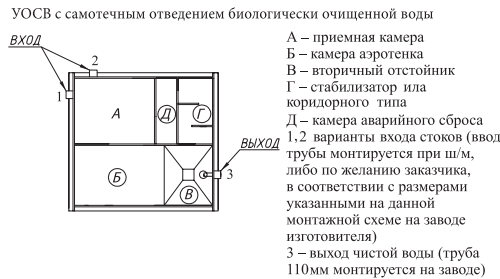 УОСВ с самотечным отведением биологически очищенной воды
ВХОД
2
1
А
Д
Г
ВЫХОД
3
Б
В
А – приемная камера
Б – камера аэротенка
В – вторичный отстойник
Г – стабилизатор ила
коридорного типа
Д – камера аварийного сброса
1,2 варианты входа стоков (ввод
трубы монтируется при ш/м,
либо по желанию заказчика,
в соответствии с размерами
указанными на данной
монтажной схеме на заводе
изготовителя)
3 – выход чистой воды (труба
110мм монтируется на заводе)